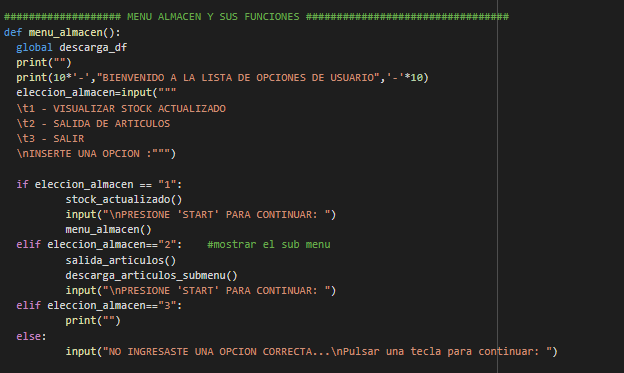 ################### MENU ALMACEN Y SUS FUNCIONES #################################
def menu_almacen():
  global descarga_df
  print("")
  print(10*'-',"BIENVENIDO A LA LISTA DE OPCIONES DE USUARIO",'-'*10)
  eleccion_almacen=input("""
  \t1 - VISUALIZAR STOCK ACTUALIZADO
  \t2 - SALIDA DE ARTICULOS
  \t3 - SALIR
  \nINSERTE UNA OPCION :""")

  if eleccion_almacen == "1":
          stock_actualizado()
          input("\nPRESIONE 'START' PARA CONTINUAR: ")
          menu_almacen()
  elif eleccion_almacen=="2":    #mostrar el sub menu
          salida_articulos()
          descarga_articulos_submenu()
          input("\nPRESIONE 'START' PARA CONTINUAR: ")
  elif eleccion_almacen=="3":
          print("")
  else:
          input("NO INGRESASTE UNA OPCION CORRECTA...\nPulsar una tecla para continuar: ")